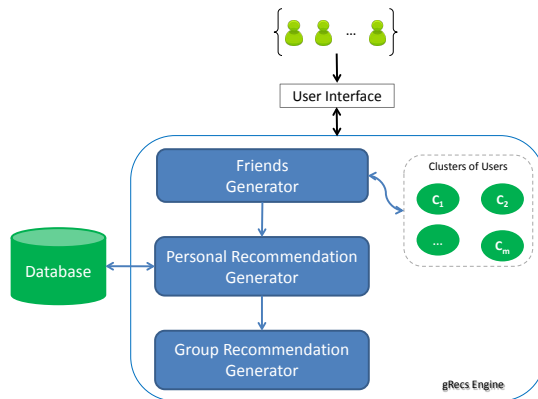 { ... }
User Interface
Friends
Generator
Clusters of Users
C1
C2
...
Cm
Database
Personal Recommendation
Generator
Group Recommendation
Generator
gRecs Engine